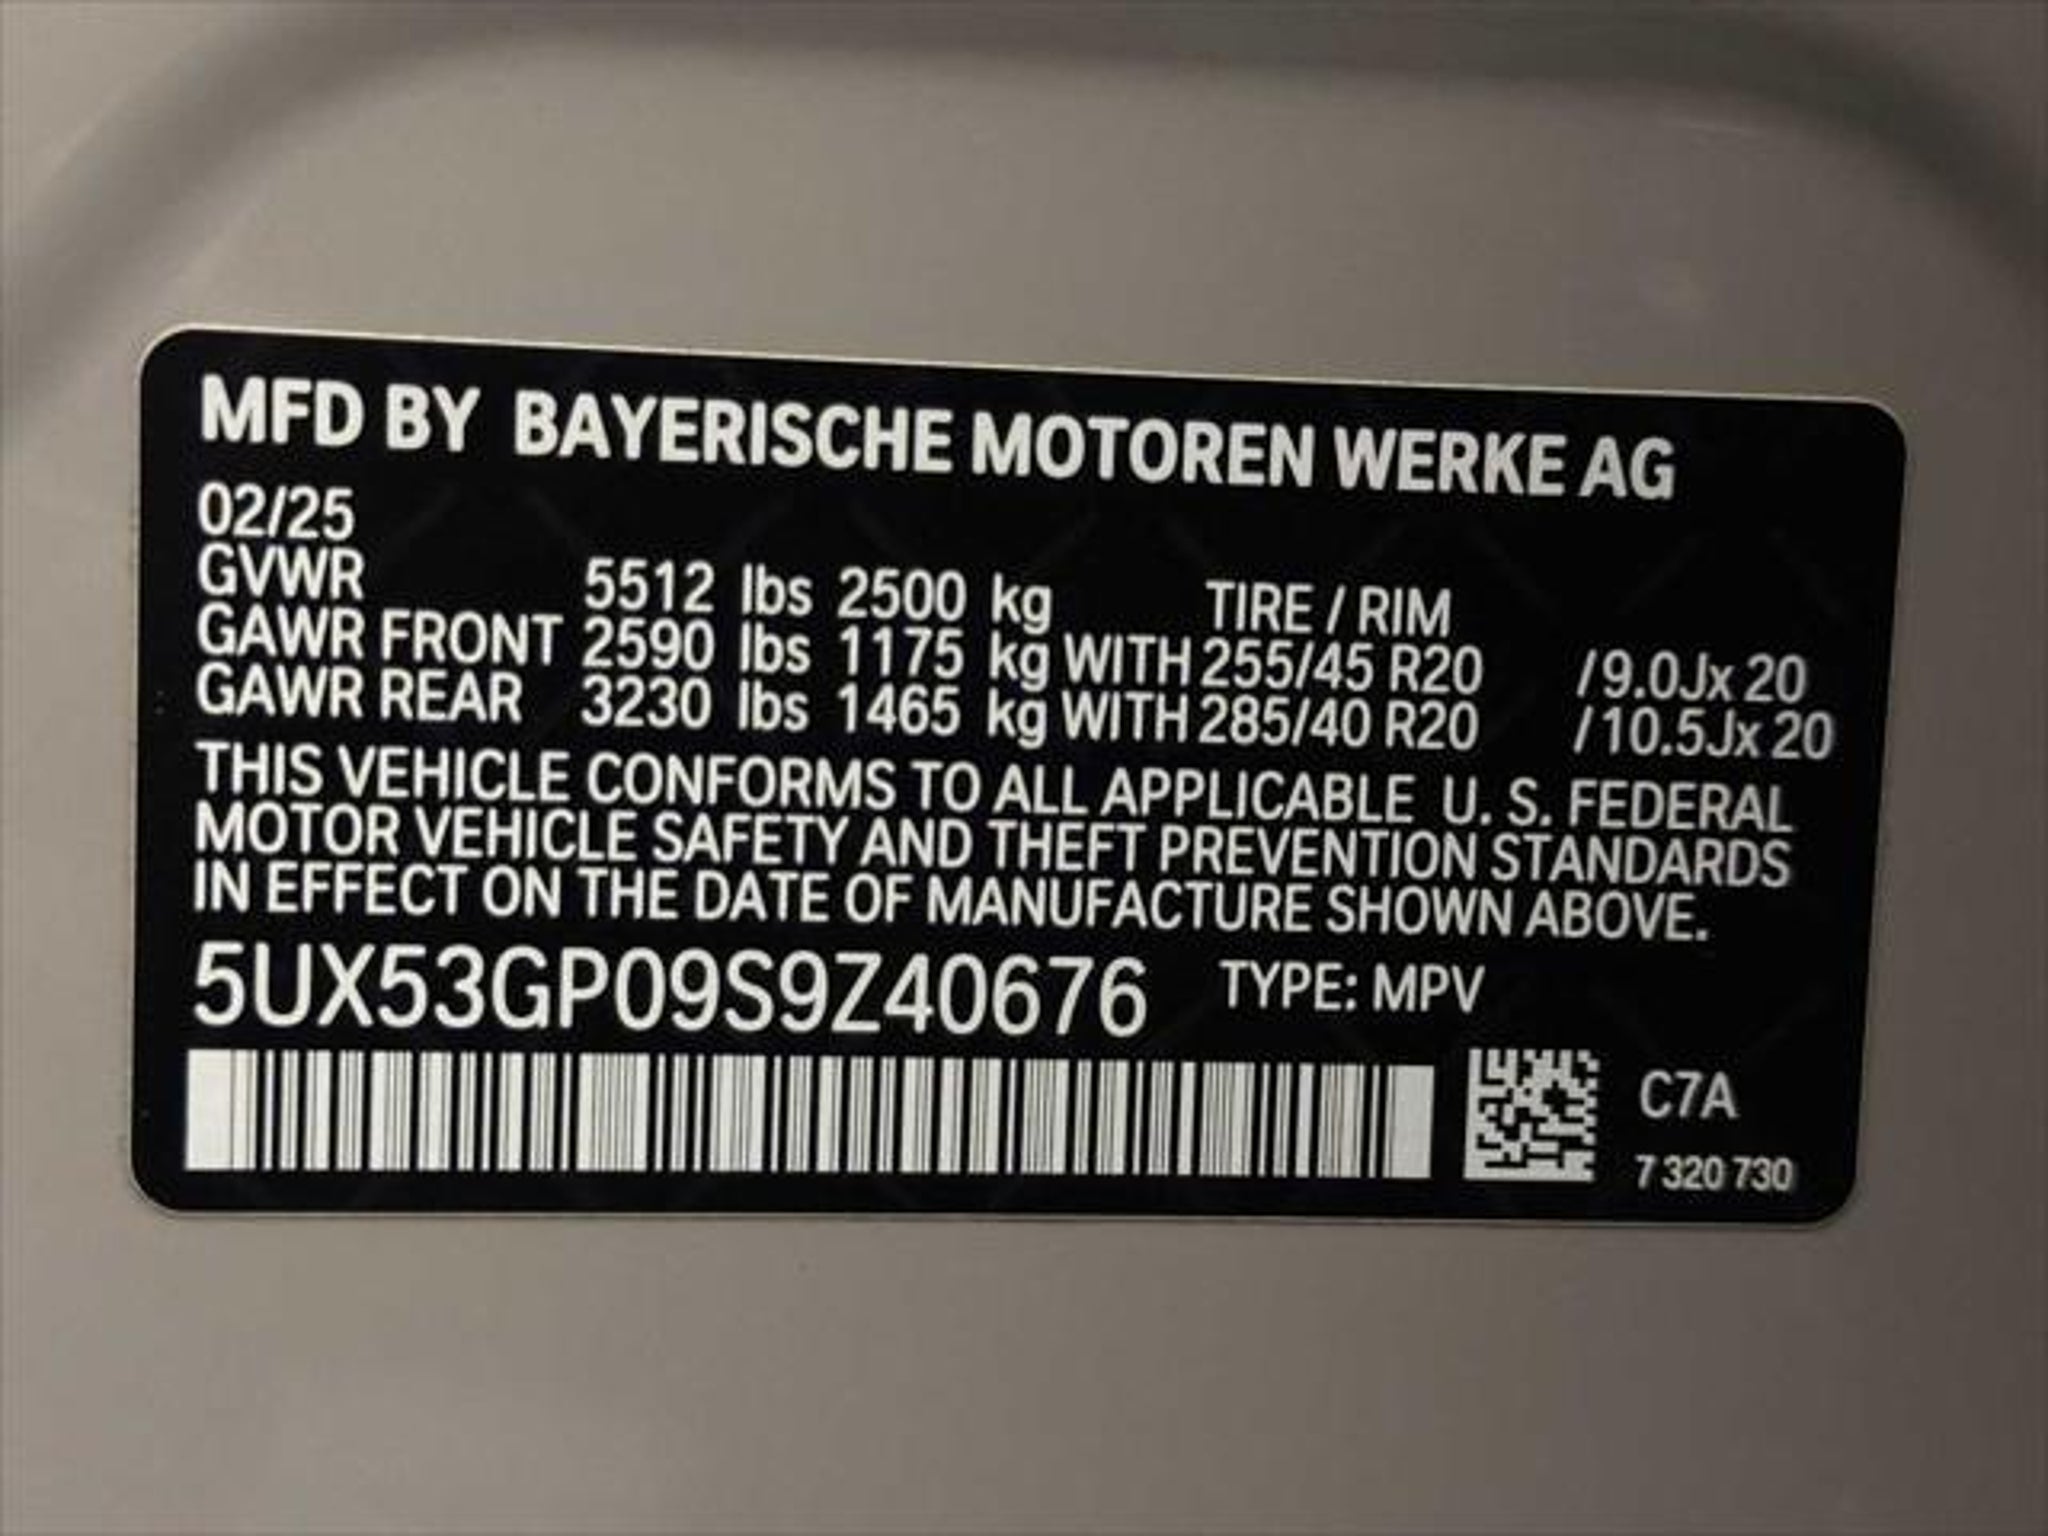 MFD BY BAYERISCHE MOTOREN WERKE AG
02/25
GVWR 5512 lbs 2500 kg TIRE / RIM
GAWR FRONT 2590 lbs 1175 kg WITH 255/45 R20 /9.0Jx 20
GAWR REAR 3230 lbs 1465 kg WITH 285/40 R20 /10.5Jx 20
THIS VEHICLE CONFORMS TO ALL APPLICABLE U. S. FEDERAL
MOTOR VEHICLE SAFETY AND THEFT PREVENTION STANDARDS
IN EFFECT ON THE DATE OF MANUFACTURE SHOWN ABOVE.
5UX53GP09S9Z40676 TYPE: MPV
C7A
7 320 730